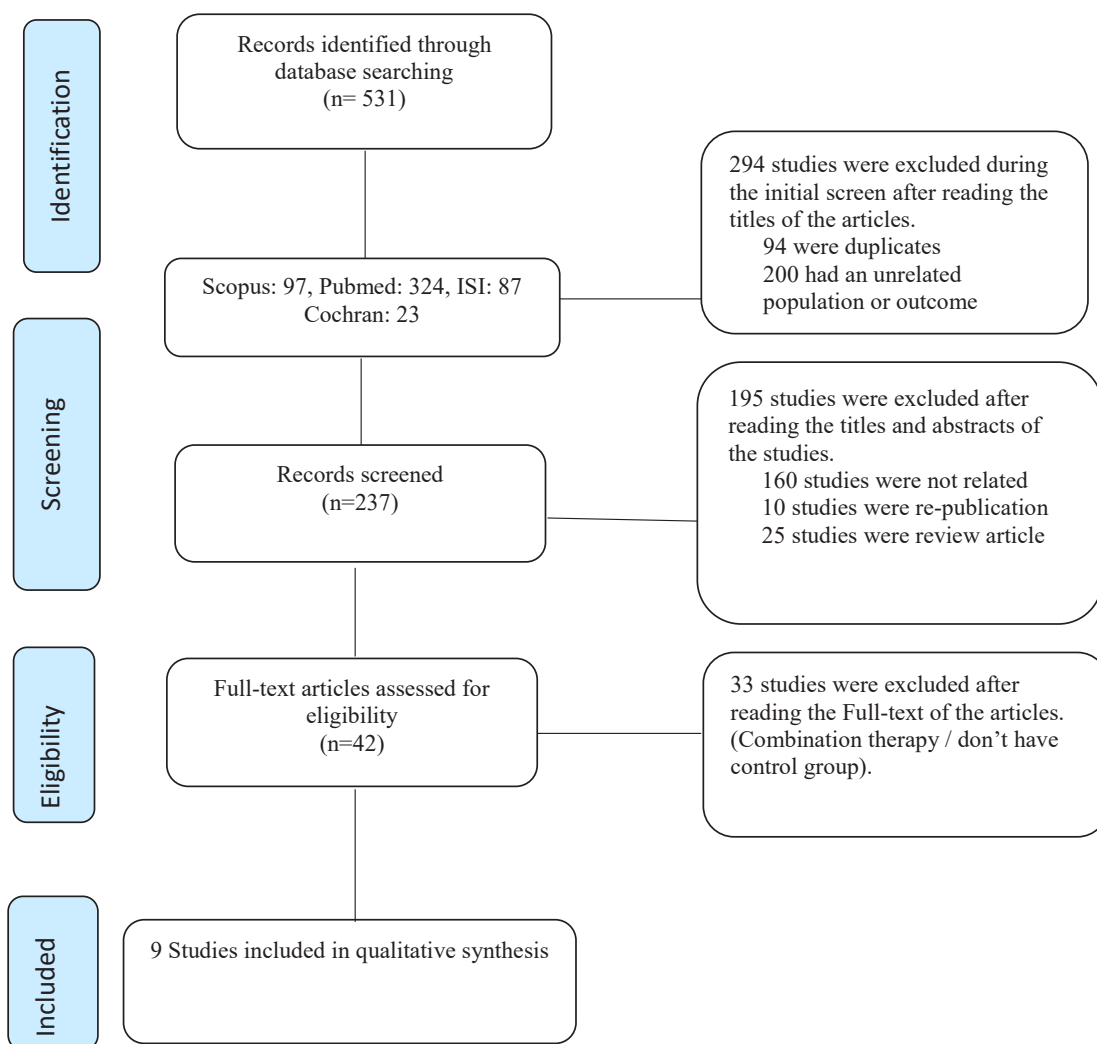 Identification
Records identified through
database searching
(n= 531)
294 studies were excluded during
the initial screen after reading the
titles of the articles.
94 were duplicates
200 had an unrelated
population or outcome
Scopus: 97, Pubmed: 324, ISI: 87
Cochran: 23
Screening
Records screened
(n=237)
195 studies were excluded after
reading the titles and abstracts of
the studies.
160 studies were not related
10 studies were re-publication
25 studies were review article
Eligibility
Full-text articles assessed for
eligibility
(n=42)
33 studies were excluded after
reading the Full-text of the articles.
(Combination therapy / don’t have
control group).
Included
9 Studies included in qualitative synthesis